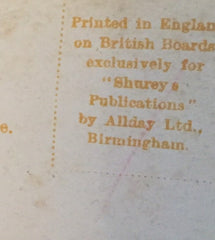 Printed in Englan
on British Boards
exclusively for
"Shurey's
Publications"
by Allday Ltd.,
Birmingham.
e.